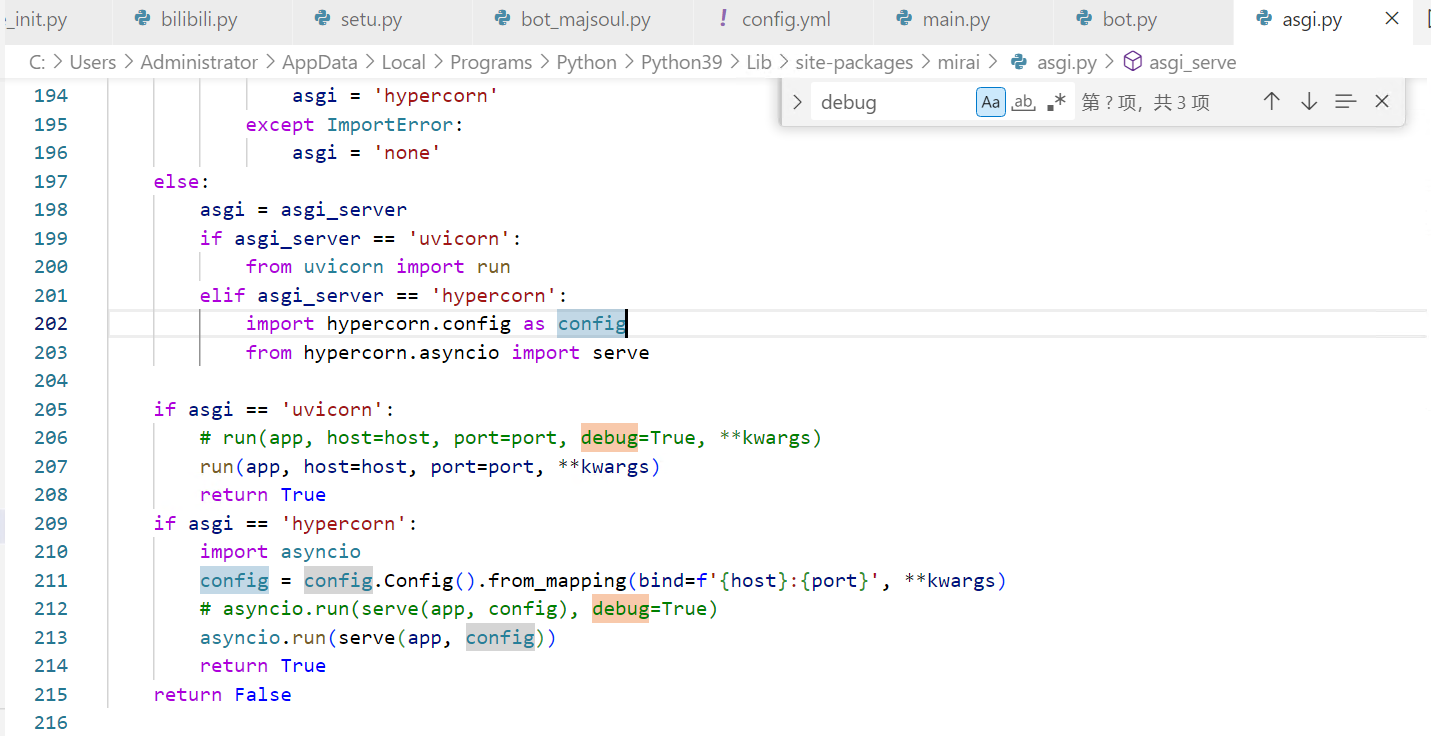 _init.py bilibili.py setu.py bot_majsoul.py ! config.yml main.py bot.py asgi.py
C: > Users > Administrator > AppData > Local > Programs > Python > Python39 > Lib > site-packages > mirai > asgi.py > asgi_serve
debug Aa ab .* 第 ? 项，共 3 项
194 asgi = 'hypercorn'
195 except ImportError:
196 asgi = 'none'
197 else:
198 asgi = asgi_server
199 if asgi_server == 'uvicorn':
200 from uvicorn import run
201 elif asgi_server == 'hypercorn':
202 import hypercorn.config as config
203 from hypercorn.asyncio import serve
204
205 if asgi == 'uvicorn':
206 # run(app, host=host, port=port, debug=True, **kwargs)
207 run(app, host=host, port=port, **kwargs)
208 return True
209 if asgi == 'hypercorn':
210 import asyncio
211 config = config.Config().from_mapping(bind=f'{host}:{port}', **kwargs)
212 # asyncio.run(serve(app, config), debug=True)
213 asyncio.run(serve(app, config))
214 return True
215 return False
216